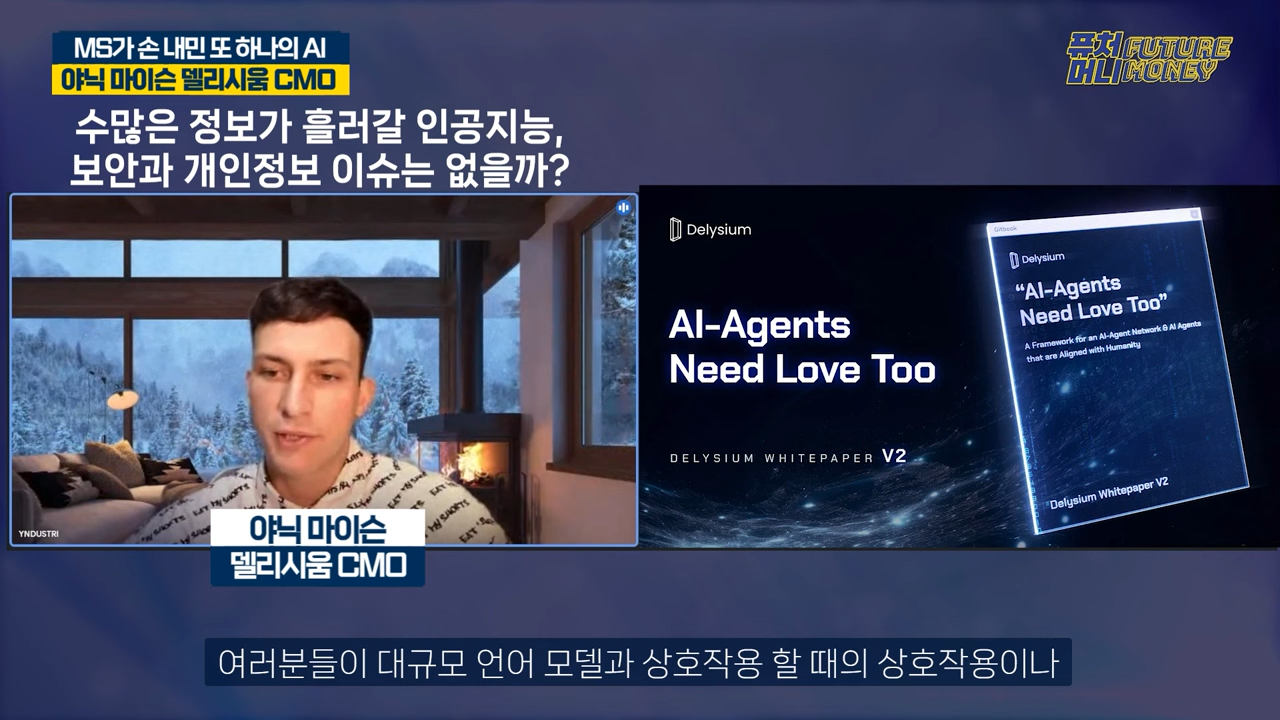 MS가 손 내민 또 하나의 AI
야닉 마이슨 델리시움 CMO
퓨처 FUTURE
머니 MONEY
수많은 정보가 흘러갈 인공지능,
보안과 개인정보 이슈는 없을까?
YNDUSTRI
야닉 마이슨
델리시움 CMO
Delysium
AI-Agents
Need Love Too
DELYSIUM WHITEPAPER V2
Gitbook
Delysium
“AI-Agents
Need Love Too”
A Framework for an AI-Agent Network & AI Agents
that are Aligned with Humanity
Delysium Whitepaper V2
여러분들이 대규모 언어 모델과 상호작용 할 때의 상호작용이나